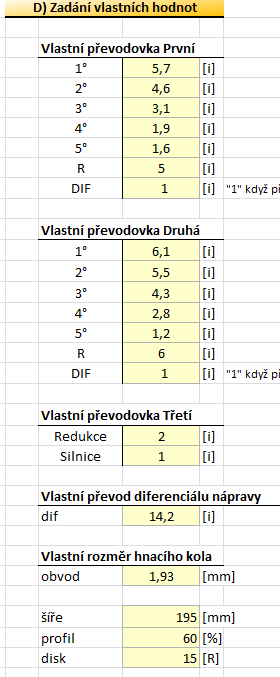 D) Zadání vlastních hodnot
Vlastní převodovka První
1° 5,7 [i]
2° 4,6 [i]
3° 3,1 [i]
4° 1,9 [i]
5° 1,6 [i]
R 5 [i]
DIF 1 [i] "1" když
Vlastní převodovka Druhá
1° 6,1 [i]
2° 5,5 [i]
3° 4,3 [i]
4° 2,8 [i]
5° 1,2 [i]
R 6 [i]
DIF 1 [i] "1" když
Vlastní převodovka Třetí
Redukce 2 [i]
Silnice 1 [i]
Vlastní převod diferenciálu nápravy
dif 14,2 [i]
Vlastní rozměr hnacího kola
obvod 1,93 [mm]
šíře 195 [mm]
profil 60 [%]
disk 15 [R]